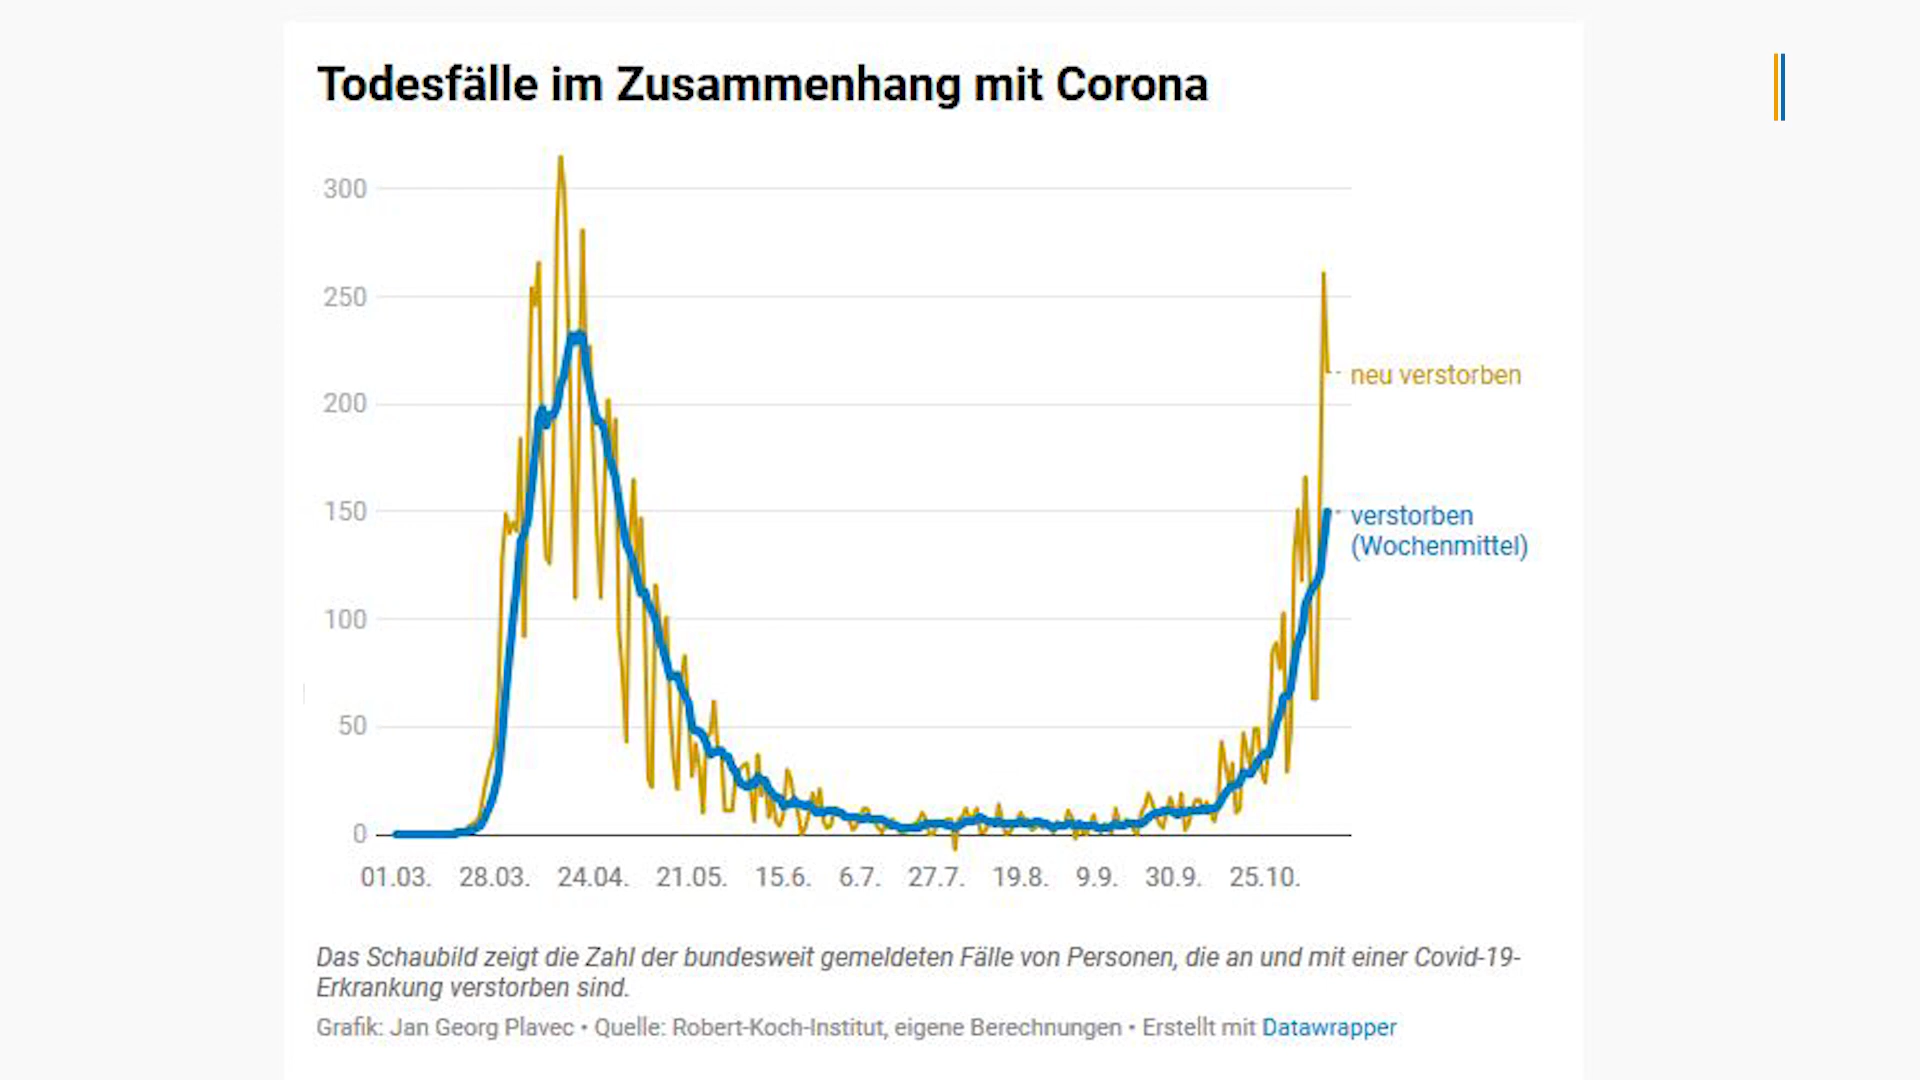 Todesfälle im Zusammenhang mit Corona
300
250
200
150
100
50
0
neu verstorben
verstorben
(Wochenmittel)
01.03. 28.03. 24.04. 21.05. 15.6. 6.7. 27.7. 19.8. 9.9. 30.9. 25.10.
Das Schaubild zeigt die Zahl der bundesweit gemeldeten Fälle von Personen, die an und mit einer Covid-19-
Erkrankung verstorben sind.
Grafik: Jan Georg Plavec • Quelle: Robert-Koch-Institut, eigene Berechnungen • Erstellt mit Datawrapper